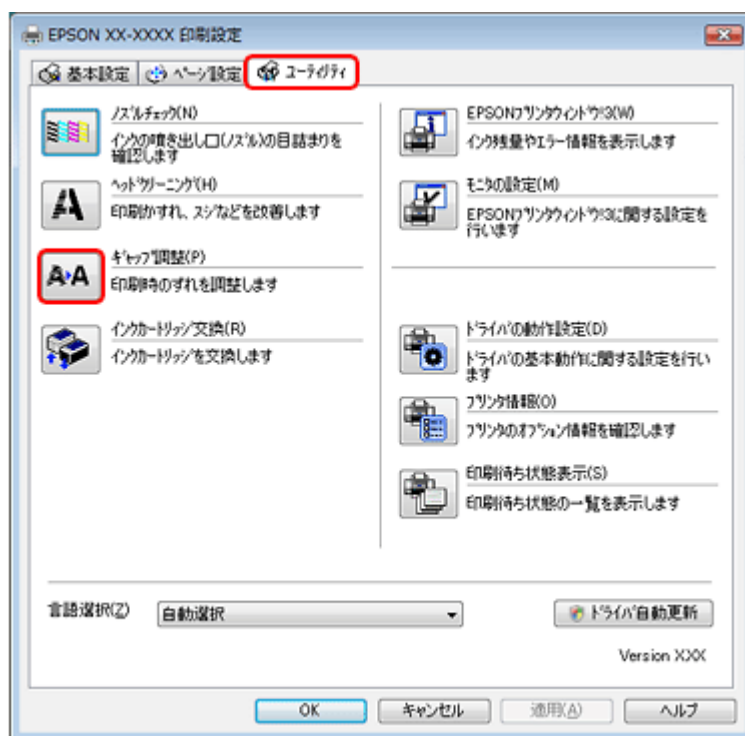 EPSON XX-XXXX 印刷設定
基本設定
ページ設定
ユーティリティ
ノズルチェック(N)
インクの噴き出し口(ノズル)の目詰まりを
確認します
ヘッドクリーニング(H)
印刷かすれ、スジなどを改善します
ギャップ調整(P)
印刷時のずれを調整します
インクカートリッジ交換(R)
インクカートリッジを交換します
EPSONプリンタウィンドウ!3(W)
インク残量やエラー情報を表示します
モニタの設定(M)
EPSONプリンタウィンドウ!3に関する設定を
行います
ドライバの動作設定(D)
ドライバの基本動作に関する設定を行い
ます
プリンタ情報(O)
プリンタのオプション情報を確認します
印刷待ち状態表示(S)
印刷待ち状態の一覧を表示します
言語選択(Z)
自動選択
ドライバ自動更新
Version XXX
OK
キャンセル
適用(A)
ヘルプ